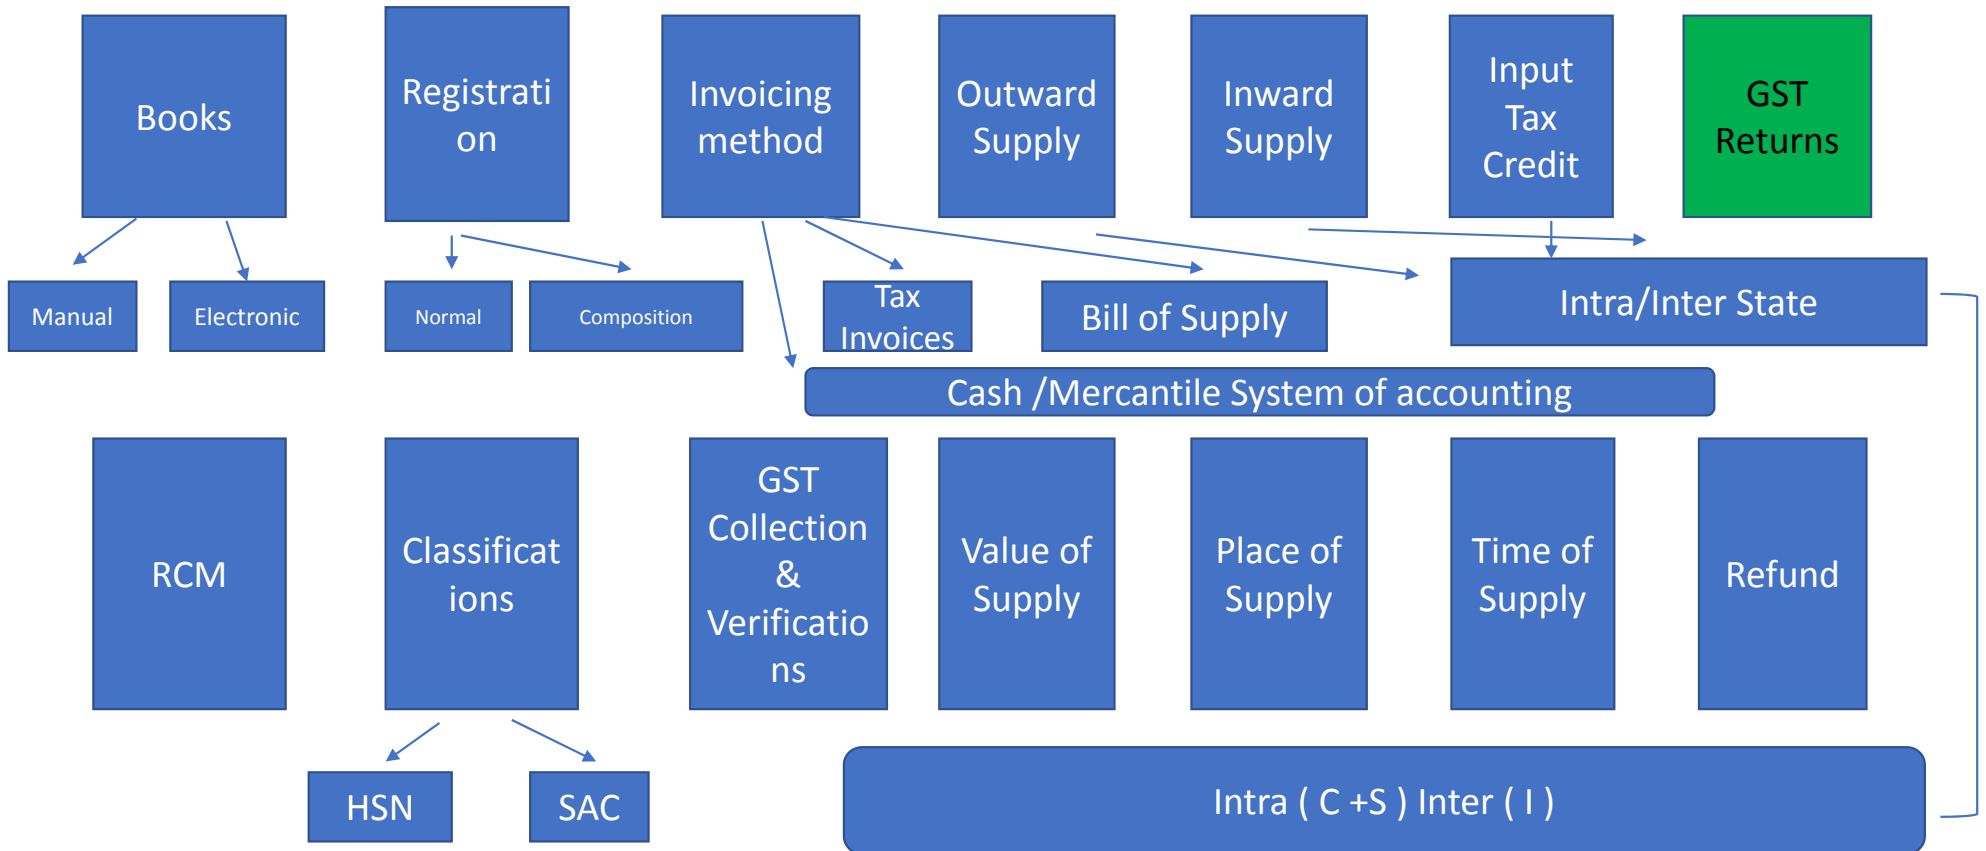 Books
Registrati
on
Invoicing
method
Outward
Supply
Inward
Supply
Input
Tax
Credit
GST
Returns
Manual
Electronic
Normal
Composition
Tax
Invoices
Bill of Supply
Intra/Inter State
Cash /Mercantile System of accounting
RCM
Classificat
ions
GST
Collection
&
Verificatio
ns
Value of
Supply
Place of
Supply
Time of
Supply
Refund
HSN
SAC
Intra ( C +S ) Inter ( I )